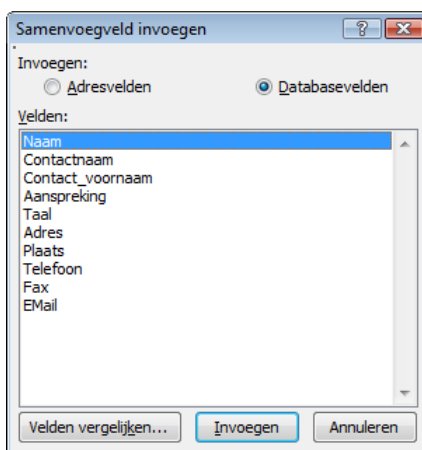 Samenvoegveld invoegen
Invoegen:
Adresvelden Databasevelden
Velden:
Naam
Contactnaam
Contact_voornaam
Aanspreking
Taal
Adres
Plaats
Telefoon
Fax
EMail
Velden vergelijken... Invoegen Annuleren